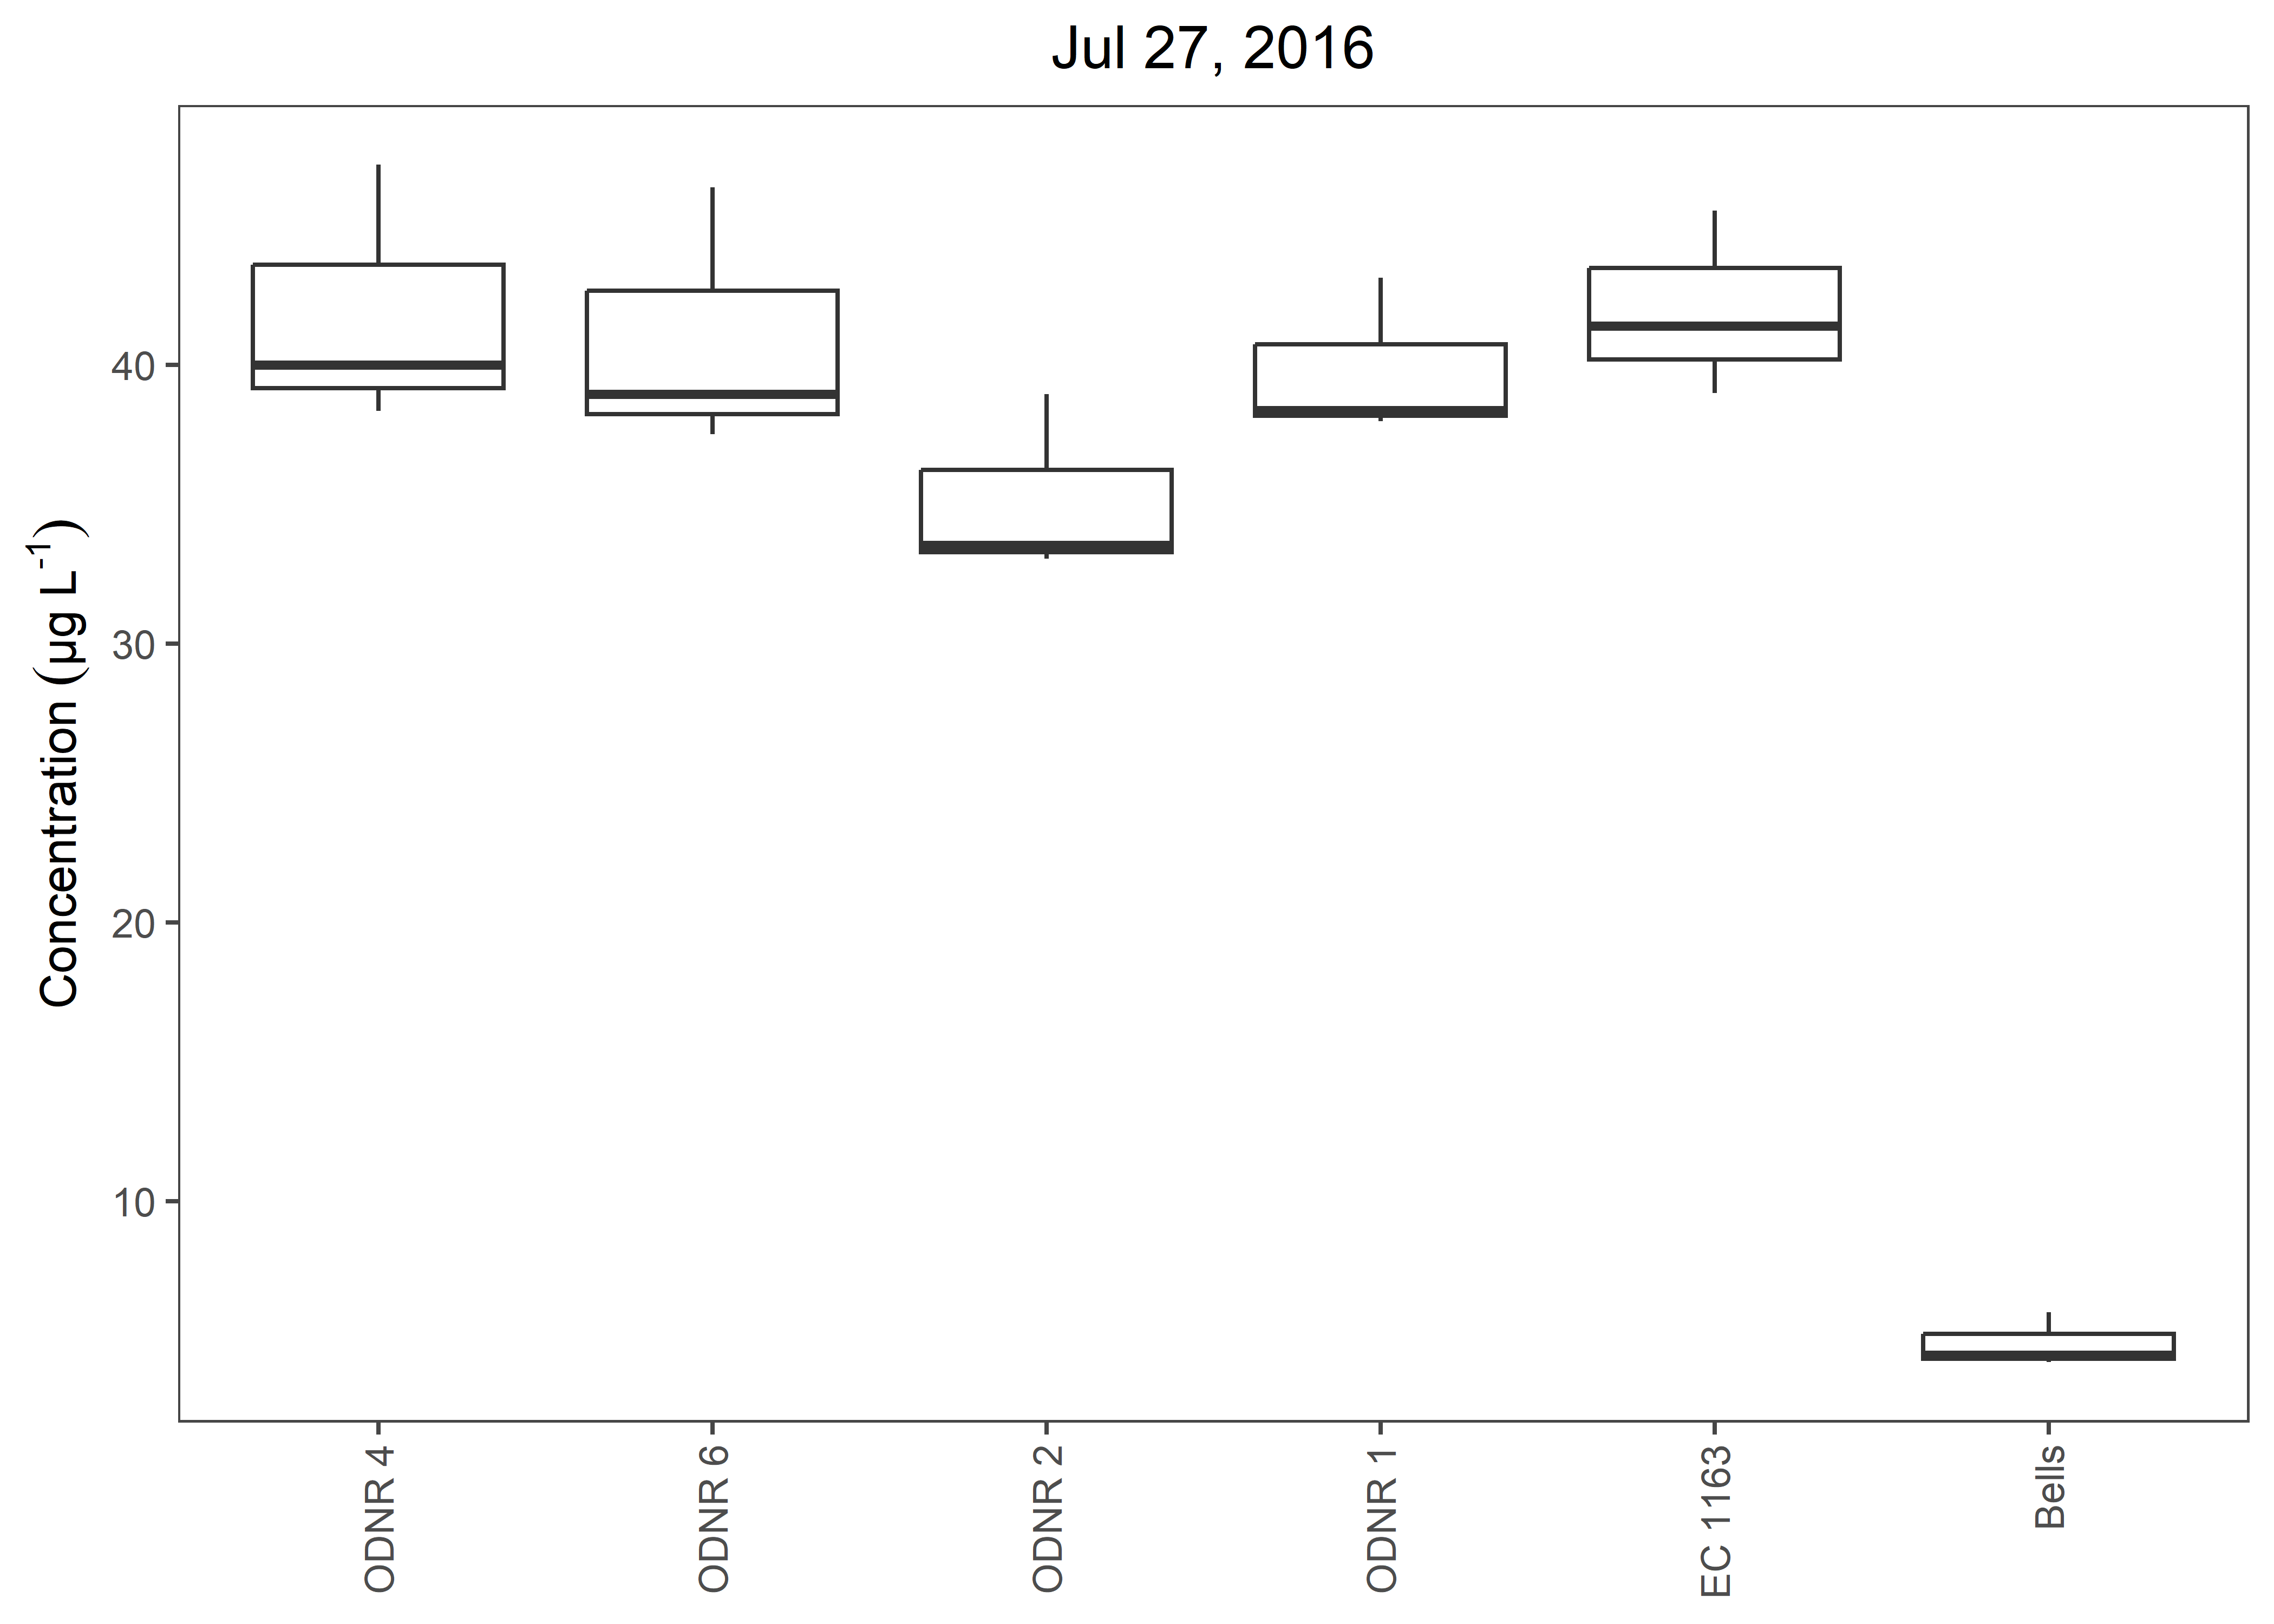 Jul 27, 2016
Concentration (µg L⁻¹)
40
30
20
10
ODNR 4
ODNR 6
ODNR 2
ODNR 1
EC 1163
Bells